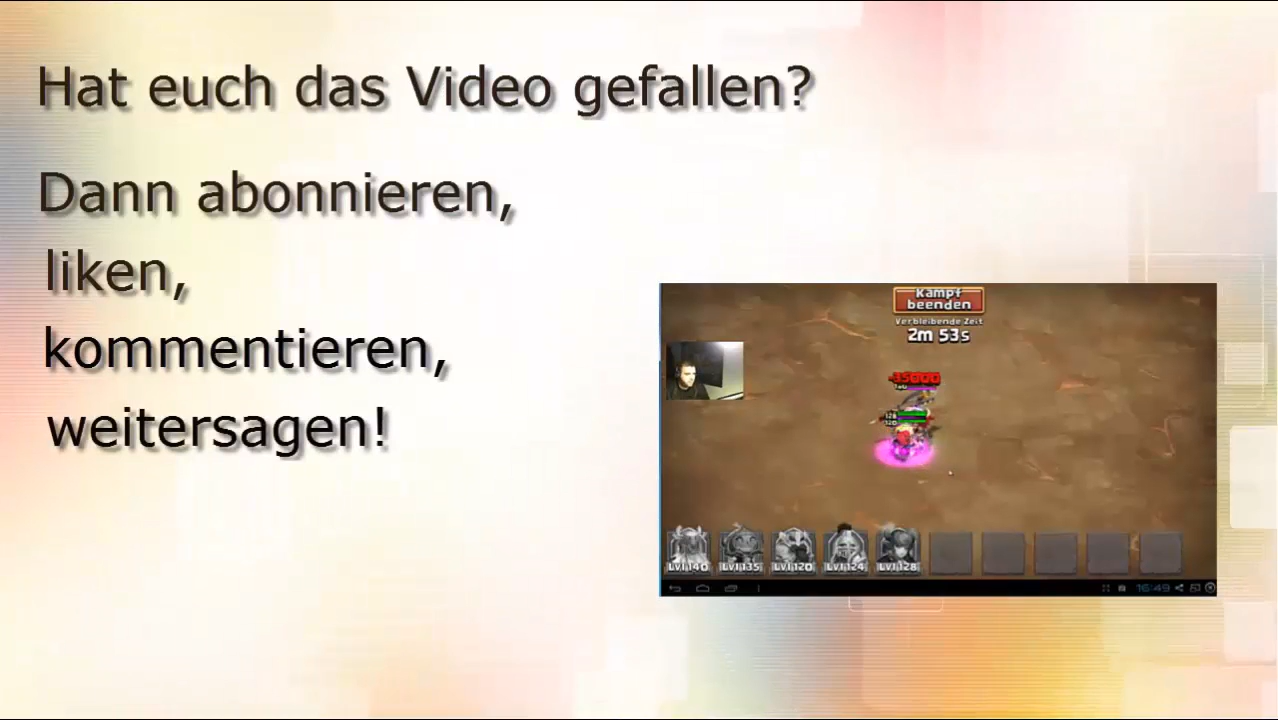 Hat euch das Video gefallen?
Dann abonnieren,
liken,
kommentieren,
weitersagen!
Kampf
beenden
Verbleibende Zeit
2m 53s
-35000
LVl 140 LVl 135 LVl 120 LVl 124 LVl 128
16:49